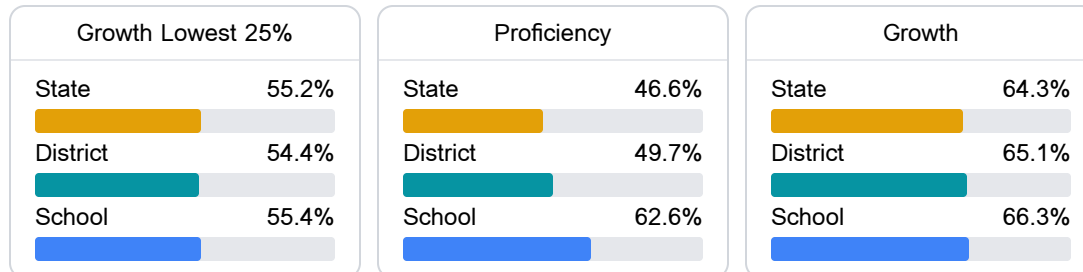 Growth Lowest 25%
State 55.2%
District 54.4%
School 55.4%
Proficiency
State 46.6%
District 49.7%
School 62.6%
Growth
State 64.3%
District 65.1%
School 66.3%